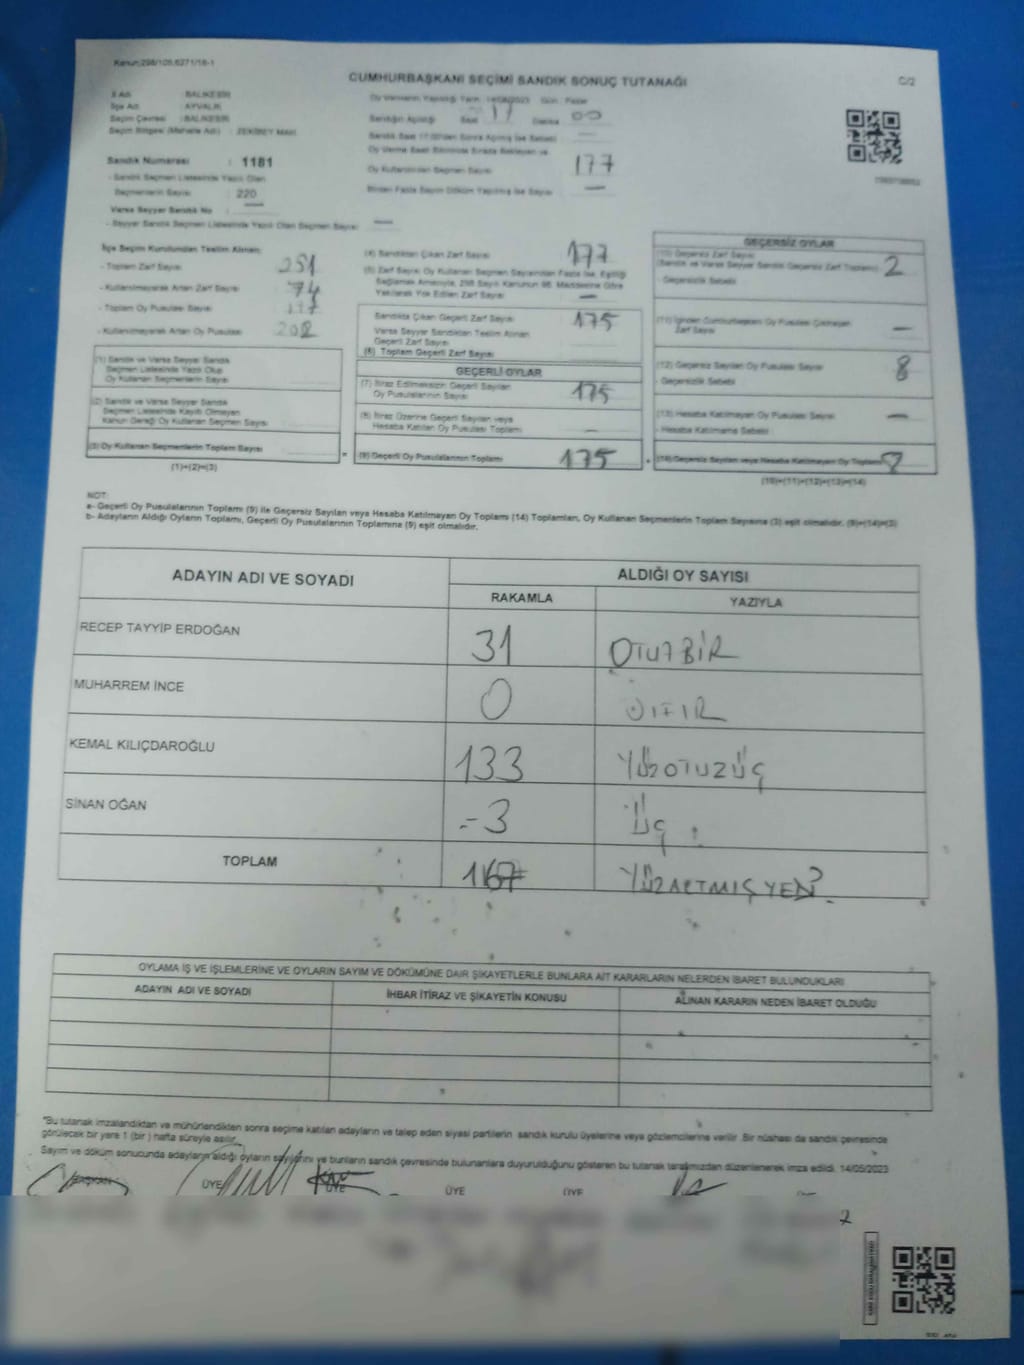 Kanun:298/105,6271/16-1
CUMHURBAŞKANI SEÇİMİ SANDIK SONUÇ TUTANAĞI
C/2
İl Adı : BALIKESİR
İlçe Adı : AYVALIK
Seçim Çevresi : BALIKESİR
Seçim Bölgesi (Mahalle Adı) : ZEKİBEY MAH.
Oy Vermenin Yapıldığı Tarih : 14/05/2023 Gün : Pazar
Sandığın Açıldığı Saat 17 Dakika 00
Sandık Saat 17:00'den Sonra Açılmış İse Sebebi
Oy Verme Saati Bitiminde Sırada Bekleyen ve
Oy Kullandırılan Seçmen Sayısı 177
Birden Fazla Sayım Döküm Yapılmış İse Sayısı —
Sandık Numarası : 1181
- Sandık Seçmen Listesinde Yazılı Olan
Seçmenlerin Sayısı : 220
Varsa Seyyar Sandık No : —
- Seyyar Sandık Seçmen Listesinde Yazılı Olan Seçmen Sayısı : —
İlçe Seçim Kurulundan Teslim Alınan:
- Toplam Zarf Sayısı 251
- Kullanılmayarak Artan Zarf Sayısı 74
- Toplam Oy Pusulası Sayısı
- Kullanılmayarak Artan Oy Pusulası
(1) Sandık ve Varsa Seyyar Sandık
Seçmen Listesinde Yazılı Olup
Oy Kullanan Seçmenlerin Sayısı
(2) Sandık ve Varsa Seyyar Sandık
Seçmen Listesinde Kayıtlı Olmayan
Kanun Gereği Oy Kullanan Seçmen Sayısı
(3) Oy Kullanan Seçmenlerin Toplam Sayısı
(1)+(2)=(3)
(4) Sandıktan Çıkan Zarf Sayısı 177
(5) Zarf Sayısı Oy Kullanan Seçmen Sayısından Fazla İse, Eşitliği
Sağlamak Amacıyla, 298 Sayılı Kanunun 98. Maddesine Göre
Yakılarak Yok Edilen Zarf Sayısı —
Sandıkta Çıkan Geçerli Zarf Sayısı 175
Varsa Seyyar Sandıktan Teslim Alınan
Geçerli Zarf Sayısı
(6) Toplam Geçerli Zarf Sayısı
GEÇERLİ OYLAR
(7) İtiraz Edilmeksizin Geçerli Sayılan
Oy Pusulalarının Sayısı 175
(8) İtiraz Üzerine Geçerli Sayılan veya
Hesaba Katılan Oy Pusulası Toplamı —
(9) Geçerli Oy Pusulalarının Toplamı 175
GEÇERSİZ OYLAR
(10) Geçersiz Zarf Sayısı
(Sandık ve Varsa Seyyar Sandık Geçersiz Zarf Toplamı) 2
- Geçersizlik Sebebi
(11) İçinden Cumhurbaşkanı Oy Pusulası Çıkmayan
Zarf Sayısı —
(12) Geçersiz Sayılan Oy Pusulası Sayısı 8
- Geçersizlik Sebebi
(13) Hesaba Katılmayan Oy Pusulası Sayısı —
- Hesaba Katılmama Sebebi
(14) Geçersiz Sayılan veya Hesaba Katılmayan Oy Toplamı
(10)+(11)+(12)+(13)=(14)
NOT:
a- Geçerli Oy Pusulalarının Toplamı (9) ile Geçersiz Sayılan veya Hesaba Katılmayan Oy Toplamı (14) Toplamları, Oy Kullanan Seçmenlerin Toplam Sayısına (3) eşit olmalıdır. (9)+(14)=(3)
b- Adayların Aldığı Oyların Toplamı, Geçerli Oy Pusulalarının Toplamına (9) eşit olmalıdır.
ADAYIN ADI VE SOYADI
ALDIĞI OY SAYISI
RAKAMLA YAZIYLA
RECEP TAYYİP ERDOĞAN 31 OTUZBİR
MUHARREM İNCE 0 SIFIR
KEMAL KILIÇDAROĞLU 133 YÜZOTUZÜÇ
SİNAN OĞAN -3 ÜÇ
TOPLAM 167 YÜZALTMIŞYEDİ
OYLAMA İŞ VE İŞLEMLERİNE VE OYLARIN SAYIM VE DÖKÜMÜNE DAİR ŞİKAYETLERLE BUNLARA AİT KARARLARIN NELERDEN İBARET BULUNDUKLARI
ADAYIN ADI VE SOYADI İHBAR İTİRAZ VE ŞİKAYETİN KONUSU ALINAN KARARIN NEDEN İBARET OLDUĞU
"Bu tutanak imzalandıktan ve mühürlendikten sonra seçime katılan adayların ve talep eden siyasi partilerin sandık kurulu üyelerine veya gözlemcilerine verilir. Bir nüshası da sandık çevresinde
görülecek bir yere 1 (bir ) hafta süreyle asılır.
Sayım ve döküm sonucunda adayların aldığı oyların sayılarını ve bunların sandık çevresinde bulunanlara duyurulduğunu gösteren bu tutanak tarafımızdan düzenlenerek imza edildi. 14/05/2023
BAŞKAN ÜYE ÜYE ÜYE ÜYE